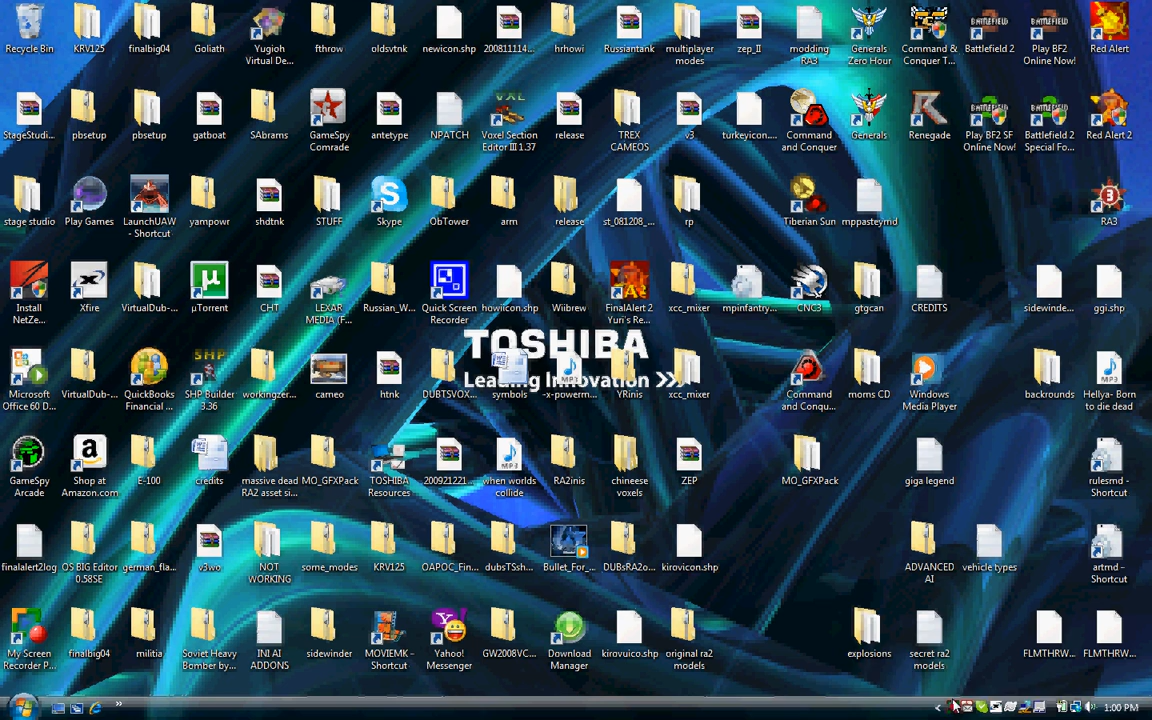 Recycle Bin
KRV125
finalbig04
Goliath
Yugioh
Virtual De...
fthrow
oldsvtnk
newicon.shp
200811114...
hrhowi
Russiantank
multiplayer
modes
zep_II
modding
RA3
Generals
Zero Hour
Command &
Conquer T...
Battlefield 2
Play BF2
Online Now!
Red Alert
StageStudi...
pbsetup
pbsetup
gatboat
SAbrams
GameSpy
Comrade
antetype
NPATCH
Voxel Section
Editor III 1.37
release
TREX
CAMEOS
v3
turkeyicon....
Command
and Conquer
Generals
Renegade
Play BF2 SF
Online Now!
Battlefield 2
Special Fo...
Red Alert 2
stage studio
Play Games
LaunchUAW
- Shortcut
yampowr
shdtnk
STUFF
Skype
ObTower
arm
release
st_081208_...
rp
Tiberian Sun
mppasteymd
RA3
Install
NetZe...
Xfire
VirtualDub-...
µTorrent
CHT
LEXAR
MEDIA (F...
Russian_W...
Quick Screen
Recorder
howiicon.shp
Wiibrew
FinalAlert 2
Yuri's Re...
xcc_mixer
mpinfantry...
CNC3
gtgcan
CREDITS
sidewinde...
ggi.shp
TOSHIBA
Leading Innovation >>>
Microsoft
Office 60 D...
VirtualDub-...
QuickBooks
Financial ...
SHP Builder
3.36
workingzer...
cameo
htnk
DUBTSVOX...
symbols
-x-powerm...
YRinis
xcc_mixer
Command
and Conqu...
moms CD
Windows
Media Player
backrounds
Hellya- Born
to die dead
GameSpy
Arcade
Shop at
Amazon.com
E-100
credits
massive dead
RA2 asset si...
MO_GFXPack
TOSHIBA
Resources
200921221...
when worlds
collide
RA2inis
chineese
voxels
ZEP
MO_GFXPack
giga legend
rulesmd -
Shortcut
finalalert2log
OS BIG Editor
0.58SE
german_fla...
v3wo
NOT
WORKING
some_modes
KRV125
OAPOC_Fin...
dubsTSsh...
Bullet_For_...
DUBsRA2o...
kirovicon.shp
ADVANCED
AI
vehicle types
artmd -
Shortcut
My Screen
Recorder P...
finalbig04
militia
Soviet Heavy
Bomber by...
INI AI
ADDONS
sidewinder
MOVIEMK -
Shortcut
Yahoo!
Messenger
GW2008VC...
Download
Manager
kirovuico.shp
original ra2
models
explosions
secret ra2
models
FLMTHRW...
FLMTHRW...
1:00 PM